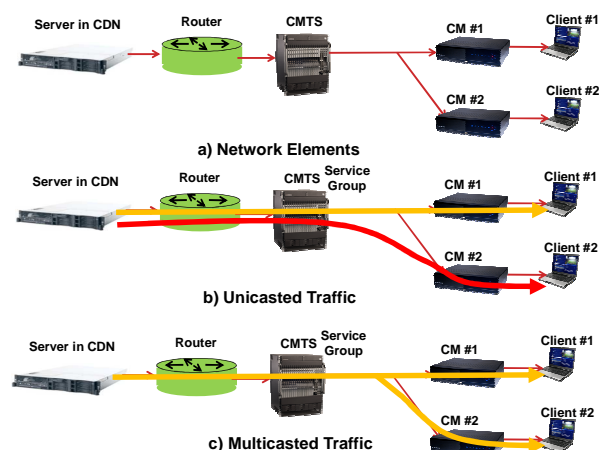 Server in CDN
Router
CMTS
CM #1
Client #1
CM #2
Client #2
a) Network Elements
Server in CDN
Router
CMTS
Service
Group
CM #1
Client #1
CM #2
Client #2
b) Unicasted Traffic
Server in CDN
Router
CMTS
Service
Group
CM #1
Client #1
CM #2
Client #2
c) Multicasted Traffic